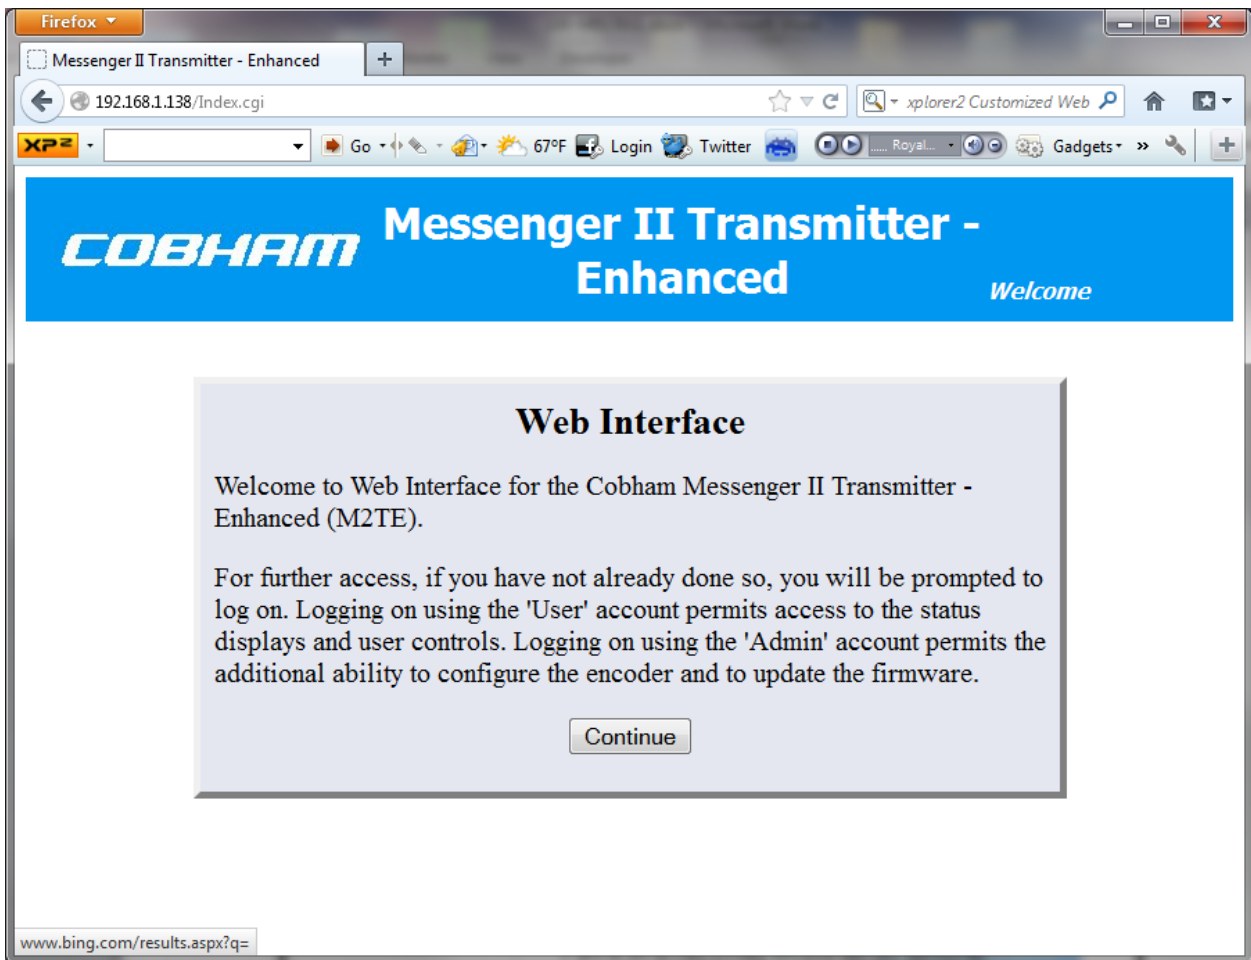 Firefox
Messenger II Transmitter - Enhanced
192.168.1.138/Index.cgi
xplorer2 Customized Web
XP2
Go
67°F
Login
Twitter
..... Royal...
Gadgets
COBHAM
Messenger II Transmitter -
Enhanced
Welcome
Web Interface
Welcome to Web Interface for the Cobham Messenger II Transmitter -
Enhanced (M2TE).
For further access, if you have not already done so, you will be prompted to
log on. Logging on using the 'User' account permits access to the status
displays and user controls. Logging on using the 'Admin' account permits the
additional ability to configure the encoder and to update the firmware.
Continue
www.bing.com/results.aspx?q=